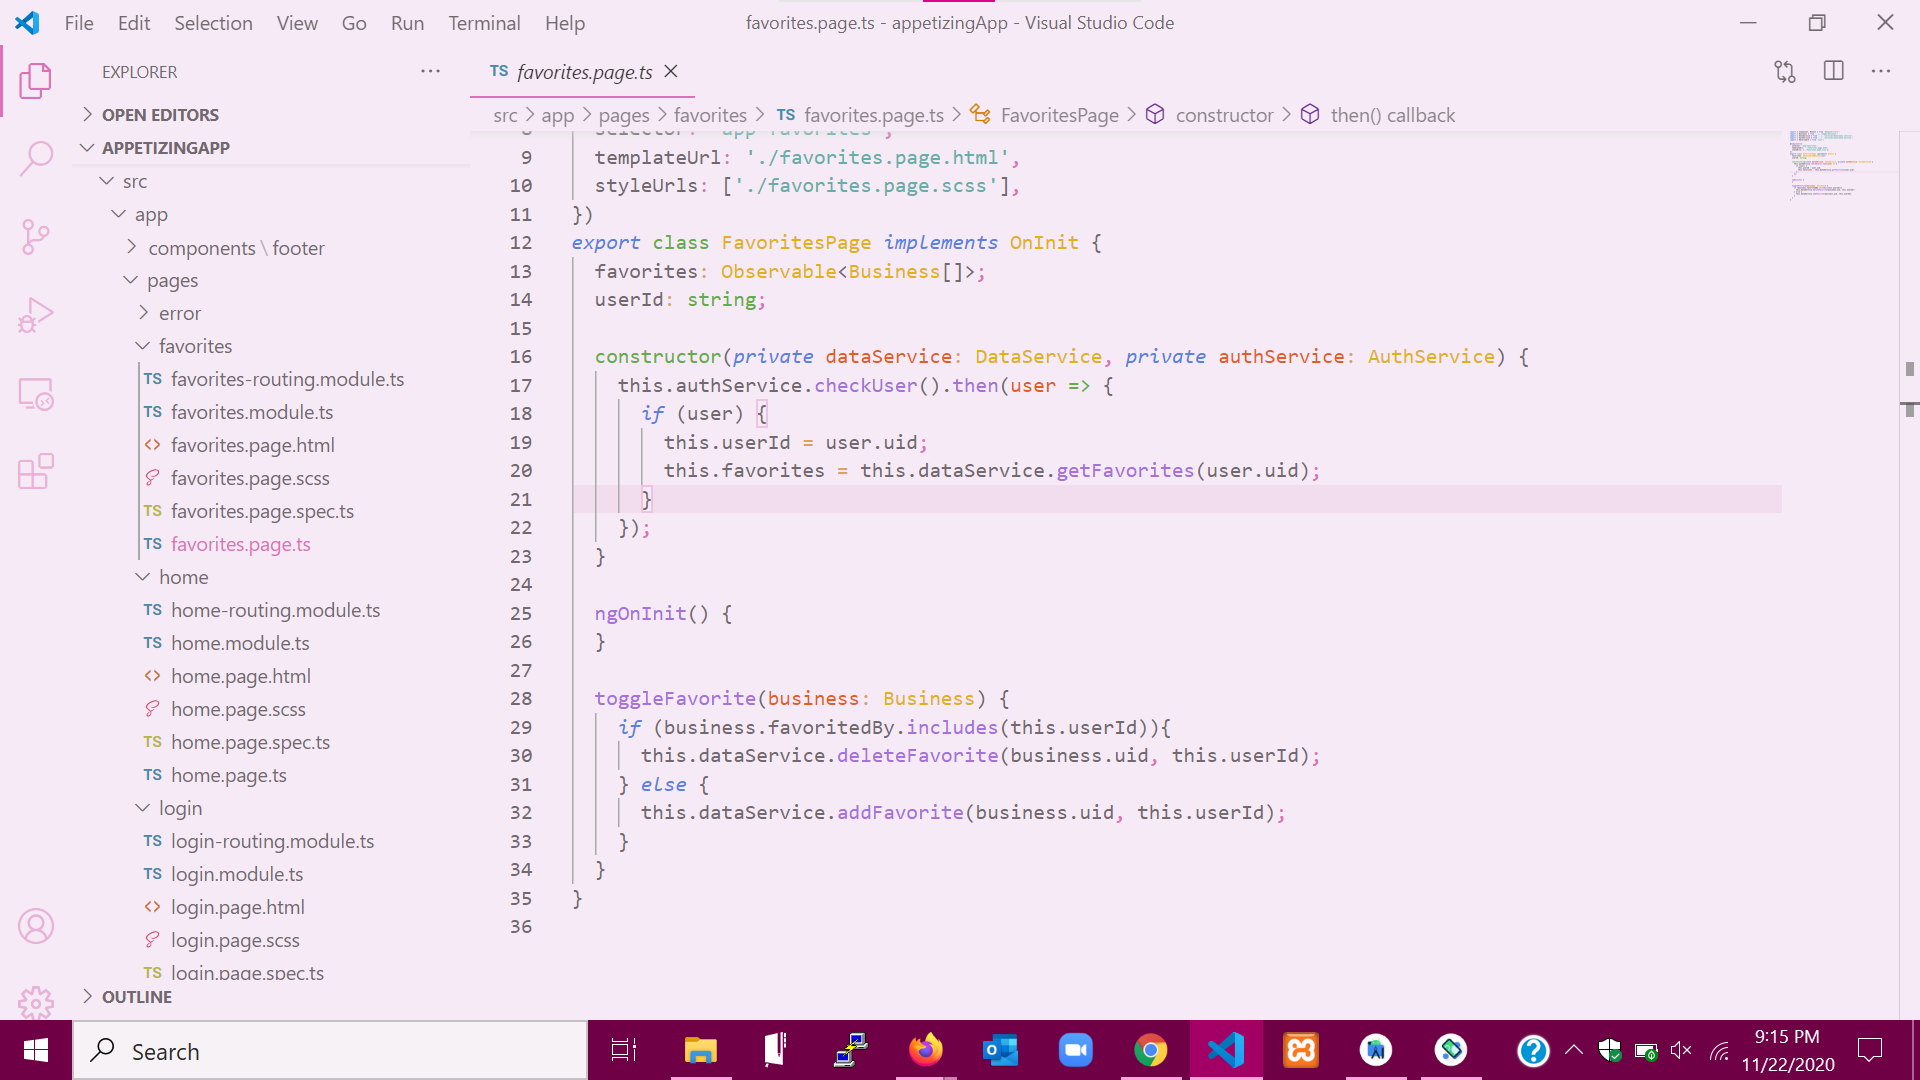 File Edit Selection View Go Run Terminal Help
favorites.page.ts - appetizingApp - Visual Studio Code
EXPLORER
OPEN EDITORS
APPETIZINGAPP
src
app
components \ footer
pages
error
favorites
TS favorites-routing.module.ts
TS favorites.module.ts
<> favorites.page.html
favorites.page.scss
TS favorites.page.spec.ts
TS favorites.page.ts
home
TS home-routing.module.ts
TS home.module.ts
<> home.page.html
home.page.scss
TS home.page.spec.ts
TS home.page.ts
login
TS login-routing.module.ts
TS login.module.ts
<> login.page.html
login.page.scss
TS login.page.spec.ts
OUTLINE
TS favorites.page.ts
src > app > pages > favorites > TS favorites.page.ts > FavoritesPage > constructor > then() callback
8 selector: 'app-favorites',
9 templateUrl: './favorites.page.html',
10 styleUrls: ['./favorites.page.scss'],
11 })
12 export class FavoritesPage implements OnInit {
13 favorites: Observable<Business[]>;
14 userId: string;
15
16 constructor(private dataService: DataService, private authService: AuthService) {
17 this.authService.checkUser().then(user => {
18 if (user) {
19 this.userId = user.uid;
20 this.favorites = this.dataService.getFavorites(user.uid);
21 }
22 });
23 }
24
25 ngOnInit() {
26 }
27
28 toggleFavorite(business: Business) {
29 if (business.favoritedBy.includes(this.userId)){
30 this.dataService.deleteFavorite(business.uid, this.userId);
31 } else {
32 this.dataService.addFavorite(business.uid, this.userId);
33 }
34 }
35 }
36
Search
9:15 PM
11/22/2020